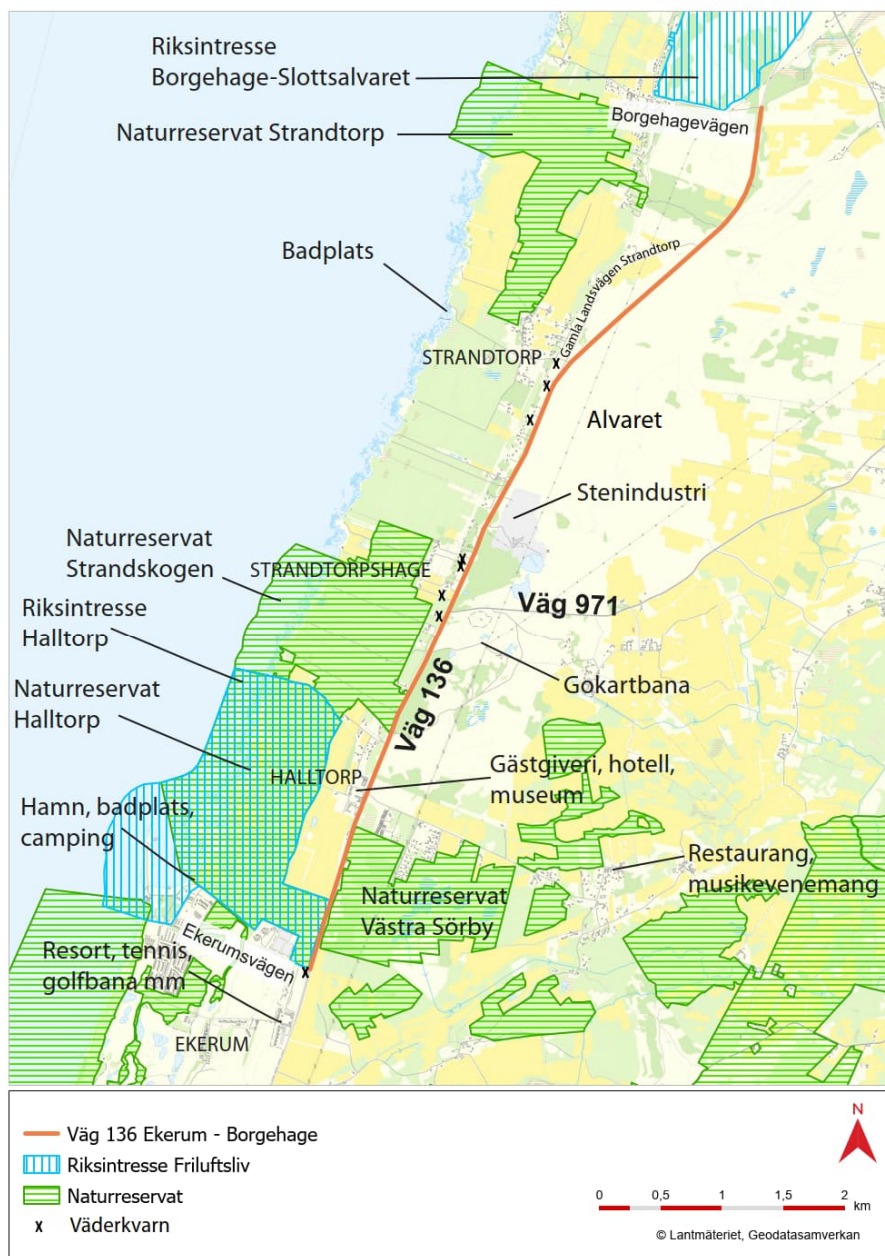 Riksintresse
Borgehage-Slottsalvaret
Naturreservat Strandtorp
Borgehagevägen
Badplats
Gamla Landsvägen Strandtorp
STRANDTORP
x
x
x
Alvaret
Stenindustri
Naturreservat
Strandskogen
STRANDTORPSHAGE
x
x
x
x
Riksintresse
Halltorp
Väg 971
Naturreservat
Halltorp
Gokartbana
Väg 136
HALLTORP
Gästgiveri, hotell,
museum
Hamn, badplats,
camping
Restaurang,
musikevenemang
Naturreservat
Västra Sörby
Ekerumsvägen
Resort, tennis,
golfbana mm
x
EKERUM
Väg 136 Ekerum - Borgehage
Riksintresse Friluftsliv
Naturreservat
x Väderkvarn
N
0 0,5 1 1,5 2
km
© Lantmäteriet, Geodatasamverkan